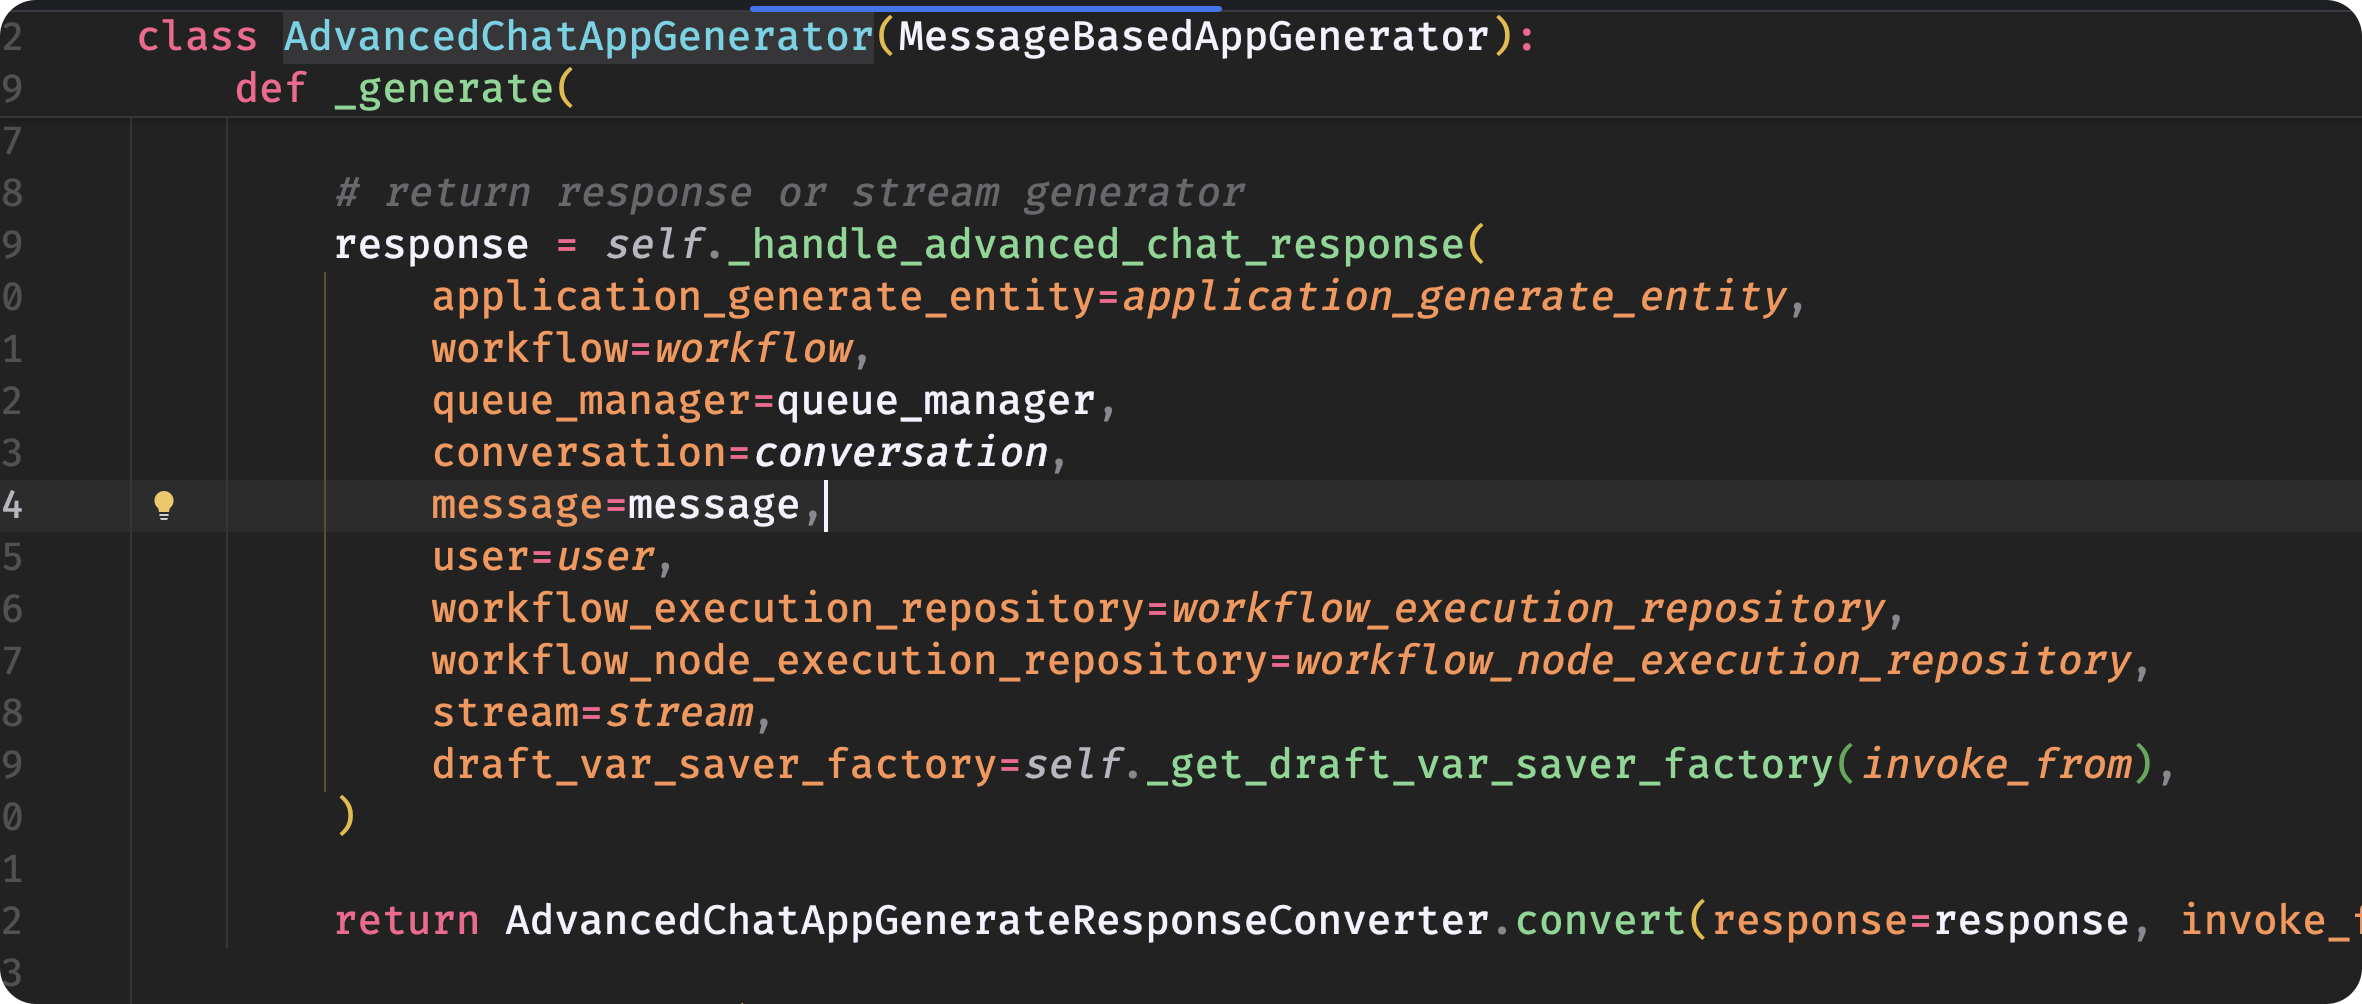 2 class AdvancedChatAppGenerator(MessageBasedAppGenerator):
9 def _generate(
7
8 # return response or stream generator
9 response = self._handle_advanced_chat_response(
0 application_generate_entity=application_generate_entity,
1 workflow=workflow,
2 queue_manager=queue_manager,
3 conversation=conversation,
4 message=message,
5 user=user,
6 workflow_execution_repository=workflow_execution_repository,
7 workflow_node_execution_repository=workflow_node_execution_repository,
8 stream=stream,
9 draft_var_saver_factory=self._get_draft_var_saver_factory(invoke_from),
0 )
1
2 return AdvancedChatAppGenerateResponseConverter.convert(response=response, invoke_f
3